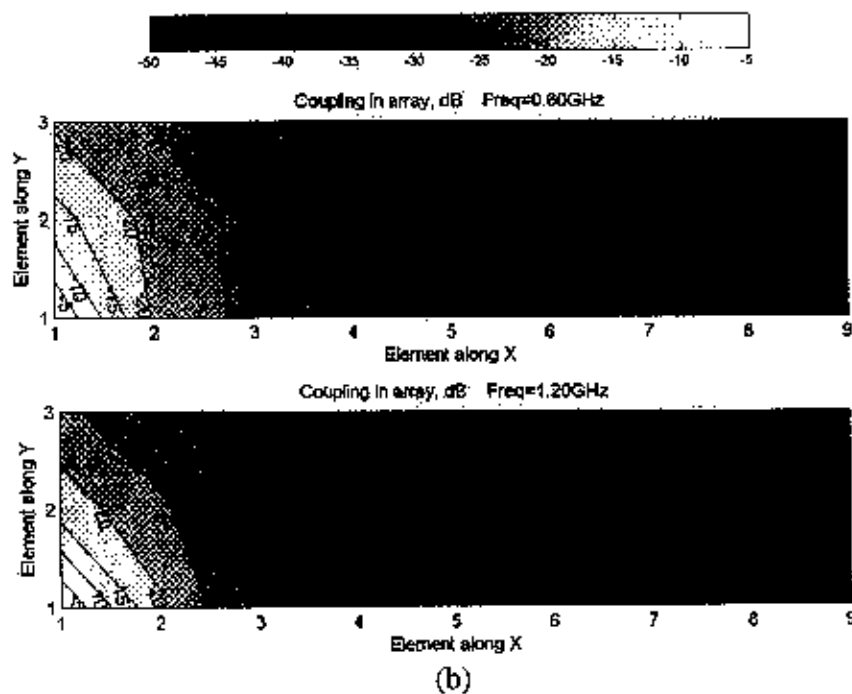 -50 -45 -40 -35 -30 -25 -20 -15 -10 -5
Coupling in array, dB Freq=0.60GHz
Element along Y
3
2
1
1 2 3 4 5 6 7 8 9
Element along X
Coupling in array, dB Freq=1.20GHz
Element along Y
3
2
1
1 2 3 4 5 6 7 8 9
Element along X
(b)